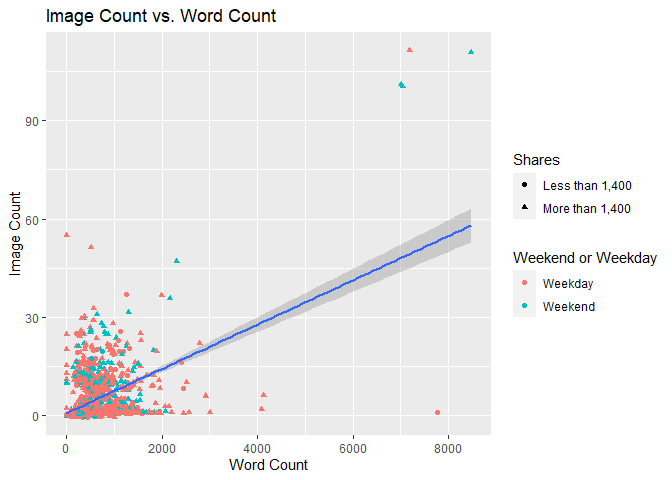 Image Count vs. Word Count
Image Count
90
60
30
0
0
2000
4000
6000
8000
Word Count
Shares
Less than 1,400
More than 1,400
Weekend or Weekday
Weekday
Weekend